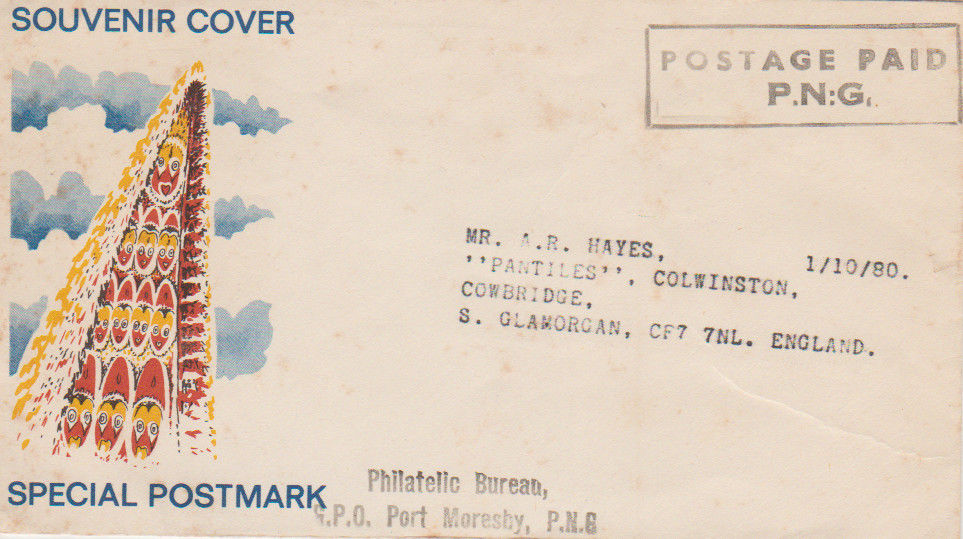 SOUVENIR COVER
POSTAGE PAID
P.N:G.
MR. A.R. HAYES,
1/10/80.
''PANTILES'', COLWINSTON,
COWBRIDGE,
S. GLAMORGAN, CF7 7NL. ENGLAND.
SPECIAL POSTMARK
Philatelic Bureau,
G.P.O. Port Moresby, P.N.G